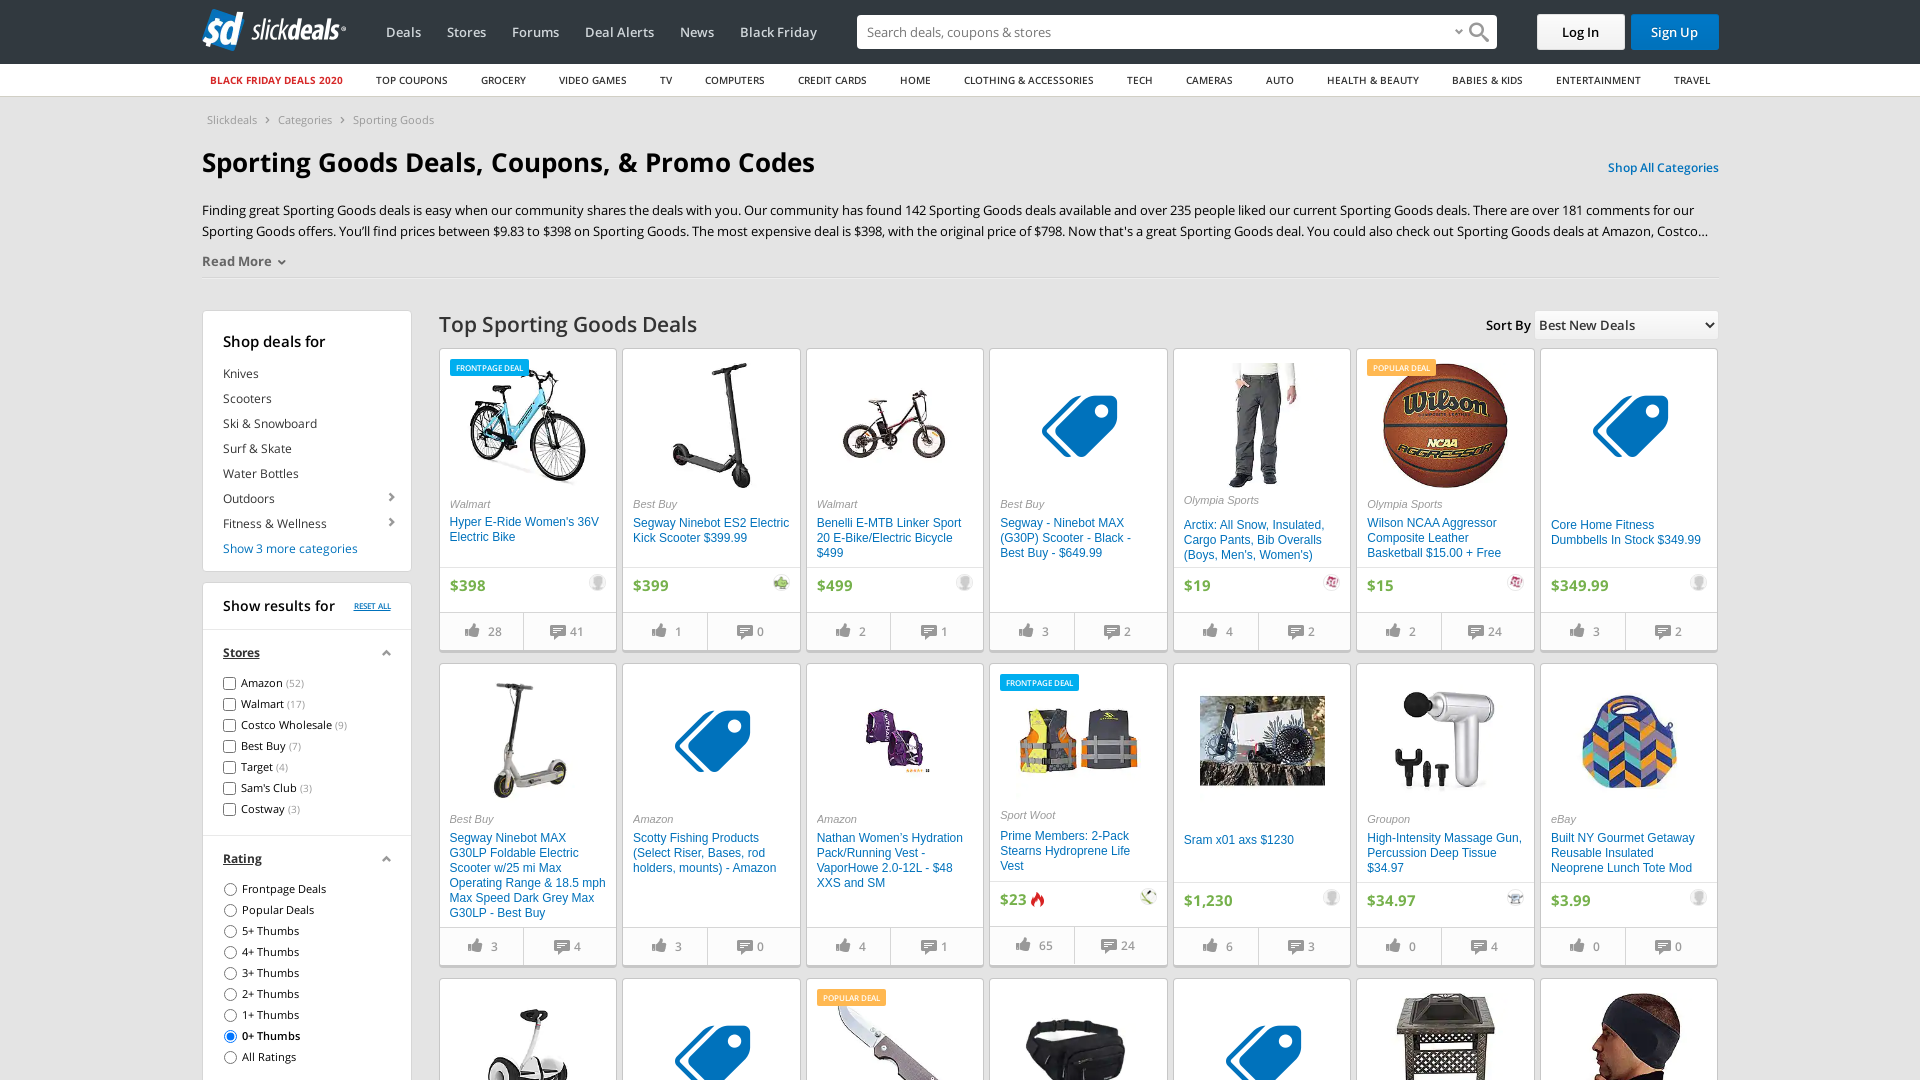 sd slickdeals
Deals
Stores
Forums
Deal Alerts
News
Black Friday
Search deals, coupons & stores
Log In
Sign Up
BLACK FRIDAY DEALS 2020
TOP COUPONS
GROCERY
VIDEO GAMES
TV
COMPUTERS
CREDIT CARDS
HOME
CLOTHING & ACCESSORIES
TECH
CAMERAS
AUTO
HEALTH & BEAUTY
BABIES & KIDS
ENTERTAINMENT
TRAVEL
Slickdeals › Categories › Sporting Goods
Sporting Goods Deals, Coupons, & Promo Codes
Shop All Categories
Finding great Sporting Goods deals is easy when our community shares the deals with you. Our community has found 142 Sporting Goods deals available and over 235 people liked our current Sporting Goods deals. There are over 181 comments for our
Sporting Goods offers. You’ll find prices between $9.83 to $398 on Sporting Goods. The most expensive deal is $398, with the original price of $798. Now that's a great Sporting Goods deal. You could also check out Sporting Goods deals at Amazon, Costco…
Read More
Shop deals for
Knives
Scooters
Ski & Snowboard
Surf & Skate
Water Bottles
Outdoors
Fitness & Wellness
Show 3 more categories
Show results for
RESET ALL
Stores
Amazon (52)
Walmart (17)
Costco Wholesale (9)
Best Buy (7)
Target (4)
Sam's Club (3)
Costway (3)
Rating
Frontpage Deals
Popular Deals
5+ Thumbs
4+ Thumbs
3+ Thumbs
2+ Thumbs
1+ Thumbs
0+ Thumbs
All Ratings
Top Sporting Goods Deals
Sort By
Best New Deals
FRONTPAGE DEAL
Walmart
Hyper E-Ride Women's 36V
Electric Bike
$398
28
41
Best Buy
Segway Ninebot ES2 Electric
Kick Scooter $399.99
$399
1
0
Walmart
Benelli E-MTB Linker Sport
20 E-Bike/Electric Bicycle
$499
$499
2
1
Best Buy
Segway - Ninebot MAX
(G30P) Scooter - Black -
Best Buy - $649.99
3
2
Olympia Sports
Arctix: All Snow, Insulated,
Cargo Pants, Bib Overalls
(Boys, Men's, Women's)
$19
4
2
POPULAR DEAL
Wilson
NCAA
AGGRESSOR
Olympia Sports
Wilson NCAA Aggressor
Composite Leather
Basketball $15.00 + Free
$15
2
24
Core Home Fitness
Dumbbells In Stock $349.99
$349.99
3
2
Best Buy
Segway Ninebot MAX
G30LP Foldable Electric
Scooter w/25 mi Max
Operating Range & 18.5 mph
Max Speed Dark Grey Max
G30LP - Best Buy
3
4
Amazon
Scotty Fishing Products
(Select Riser, Bases, rod
holders, mounts) - Amazon
3
0
Amazon
Nathan Women’s Hydration
Pack/Running Vest -
VaporHowe 2.0-12L - $48
XXS and SM
4
1
FRONTPAGE DEAL
Sport Woot
Prime Members: 2-Pack
Stearns Hydroprene Life
Vest
$23
65
24
Sram x01 axs $1230
$1,230
6
3
Groupon
High-Intensity Massage Gun,
Percussion Deep Tissue
$34.97
$34.97
0
4
eBay
Built NY Gourmet Getaway
Reusable Insulated
Neoprene Lunch Tote Mod
$3.99
0
0
POPULAR DEAL